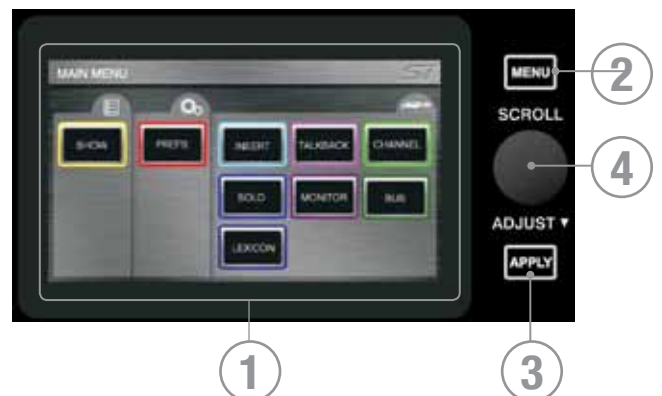 MAIN MENU
MENU
2
SCROLL
SHOW PREFS INSERT TALKBACK CHANNEL
4
SOLO MONITOR BUS
ADJUST ▼
LEXICON
APPLY
1
3